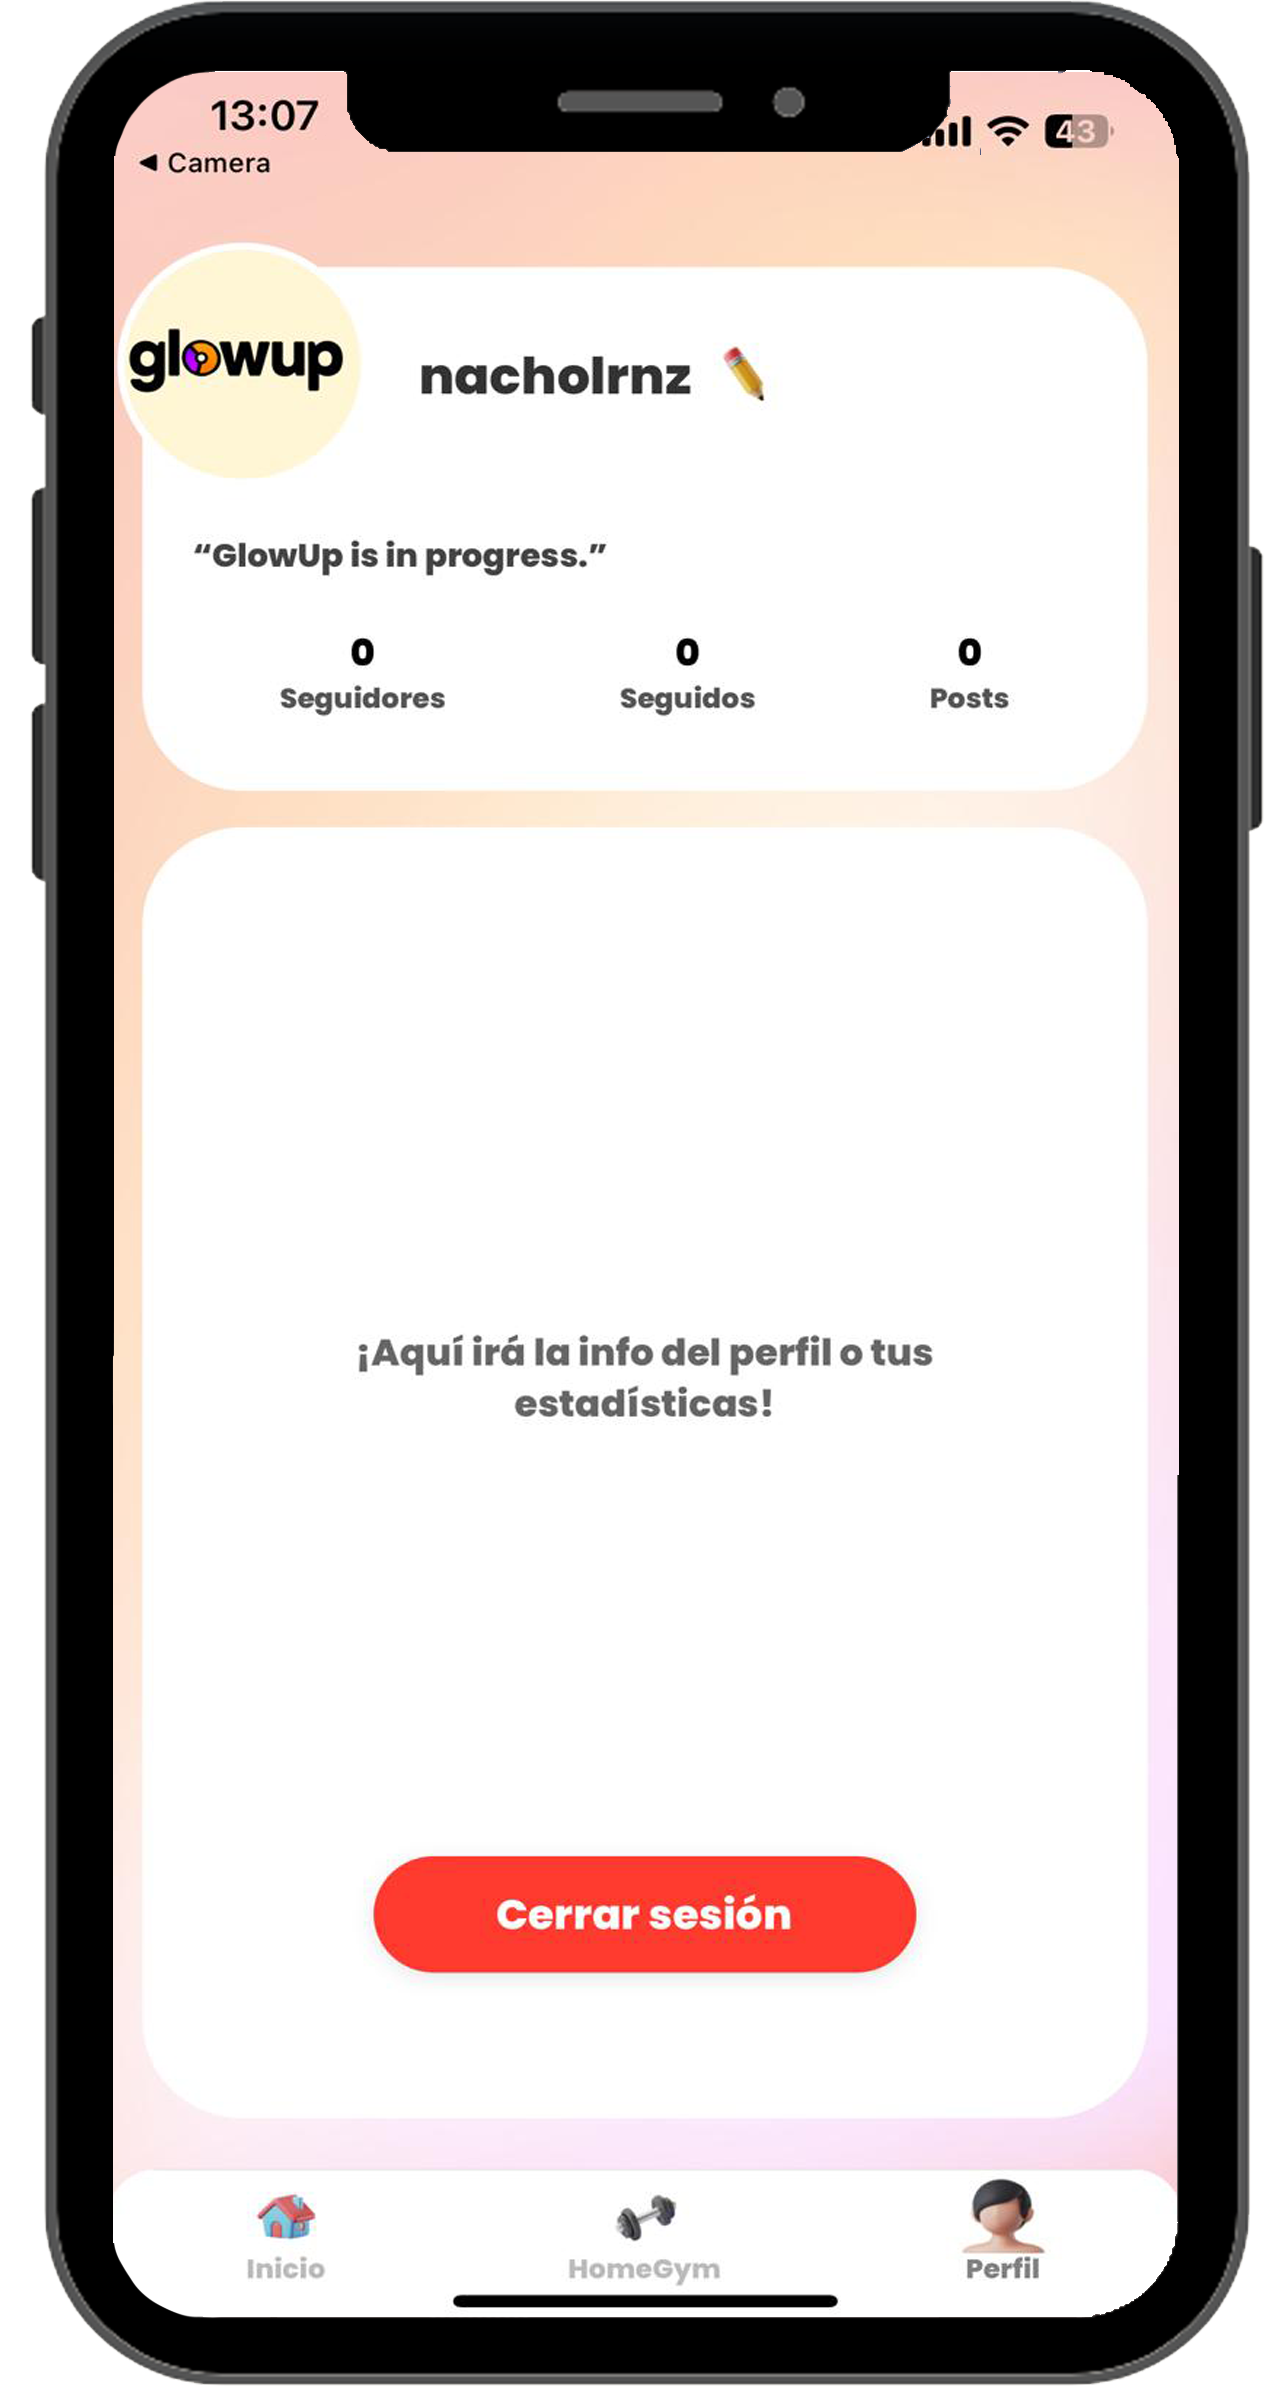 13:07
◀ Camera
43
glowup
nacholrnz ✏️
“GlowUp is in progress.”
0
Seguidores
0
Seguidos
0
Posts
¡Aquí irá la info del perfil o tus
estadísticas!
Cerrar sesión
Inicio
HomeGym
Perfil